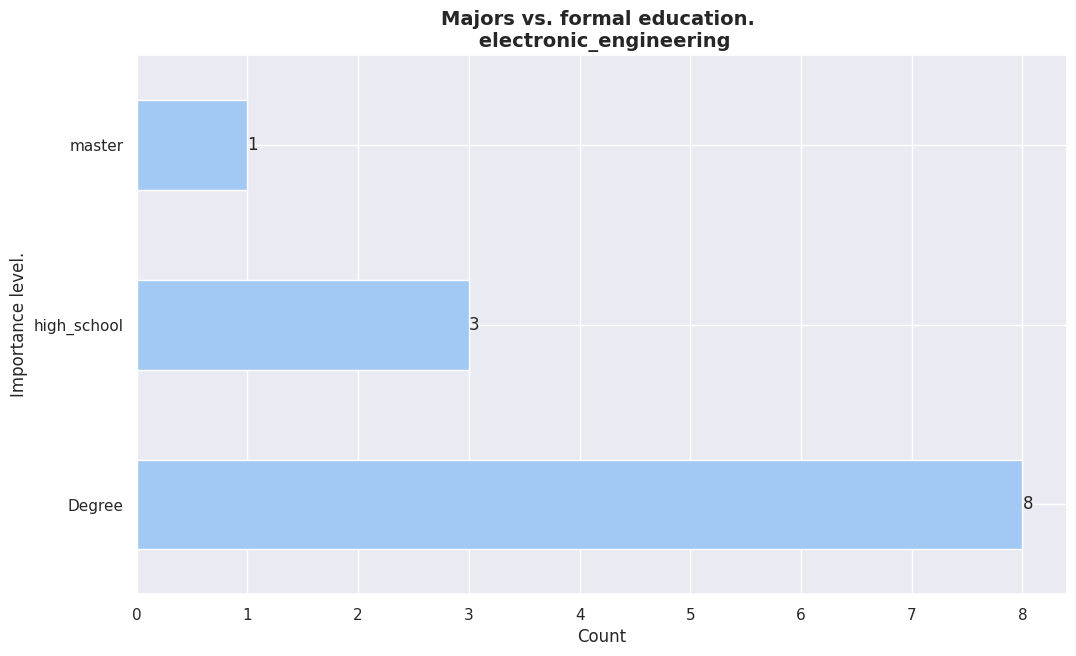 Majors vs. formal education.
electronic_engineering
master
1
high_school
3
Degree
8
Importance level.
0 1 2 3 4 5 6 7 8
Count